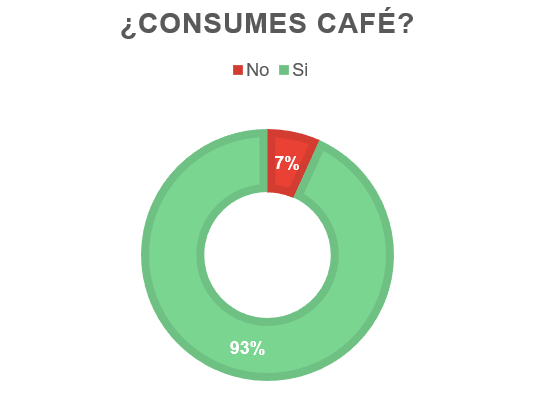 ¿CONSUMES CAFÉ?
No Si
7%
93%